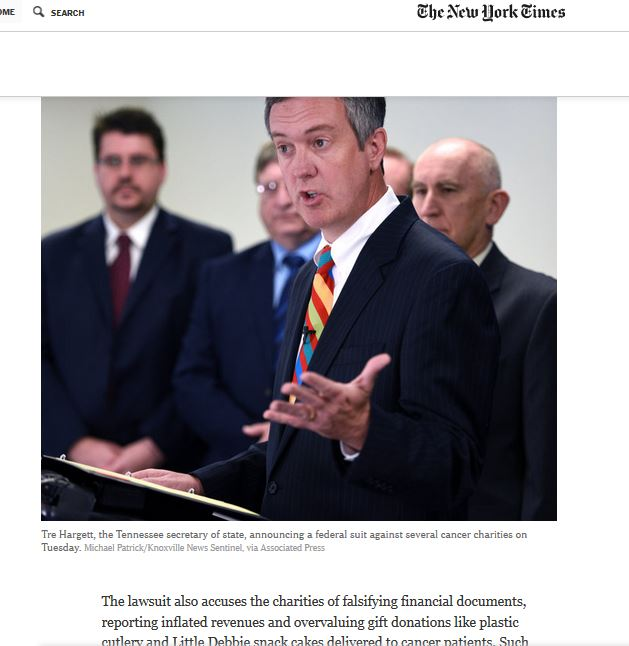 OME SEARCH The New York Times
Tre Hargett, the Tennessee secretary of state, announcing a federal suit against several cancer charities on
Tuesday. Michael Patrick/Knoxville News Sentinel, via Associated Press
The lawsuit also accuses the charities of falsifying financial documents,
reporting inflated revenues and overvaluing gift donations like plastic
cutlery and Little Debbie snack cakes delivered to cancer patients. Such